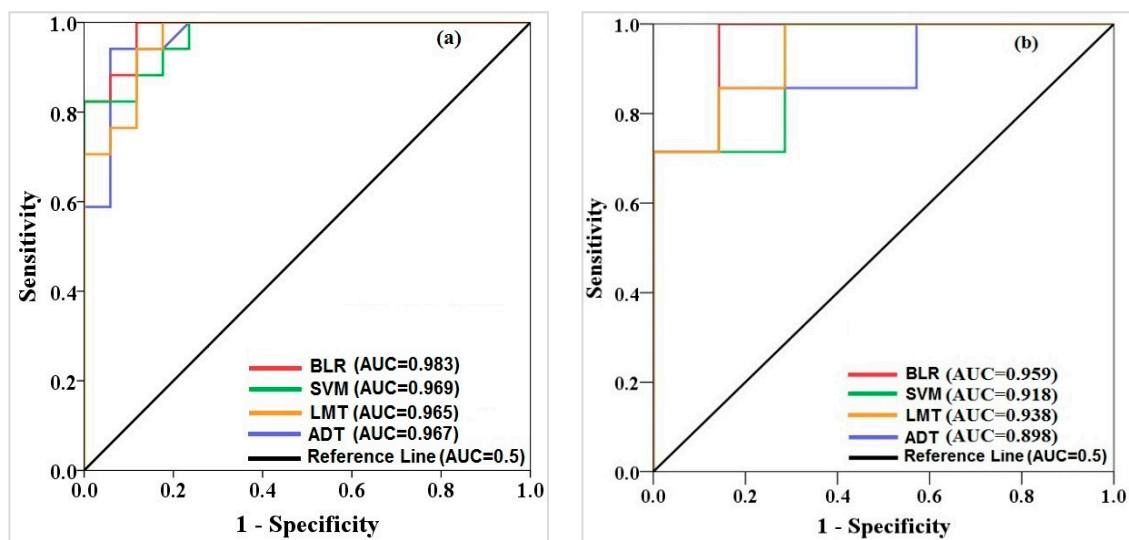 (a)
1.0
0.8
0.6
0.4
0.2
0.0
Sensitivity
BLR (AUC=0.983)
SVM (AUC=0.969)
LMT (AUC=0.965)
ADT (AUC=0.967)
Reference Line (AUC=0.5)
0.0 0.2 0.4 0.6 0.8 1.0
1 - Specificity
(b)
1.0
0.8
0.6
0.4
0.2
0.0
Sensitivity
BLR (AUC=0.959)
SVM (AUC=0.918)
LMT (AUC=0.938)
ADT (AUC=0.898)
Reference Line (AUC=0.5)
0.0 0.2 0.4 0.6 0.8 1.0
1 - Specificity